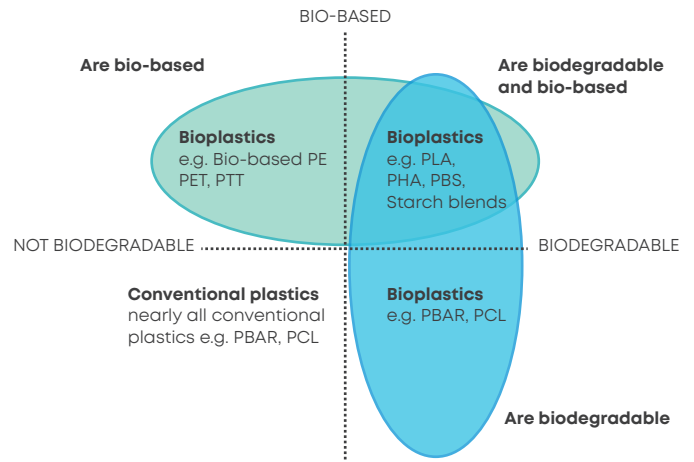 BIO-BASED
Are bio-based
Are biodegradable
and bio-based
Bioplastics
e.g. Bio-based PE
PET, PTT
Bioplastics
e.g. PLA,
PHA, PBS,
Starch blends
NOT BIODEGRADABLE
BIODEGRADABLE
Conventional plastics
nearly all conventional
plastics e.g. PBAR, PCL
Bioplastics
e.g. PBAR, PCL
Are biodegradable